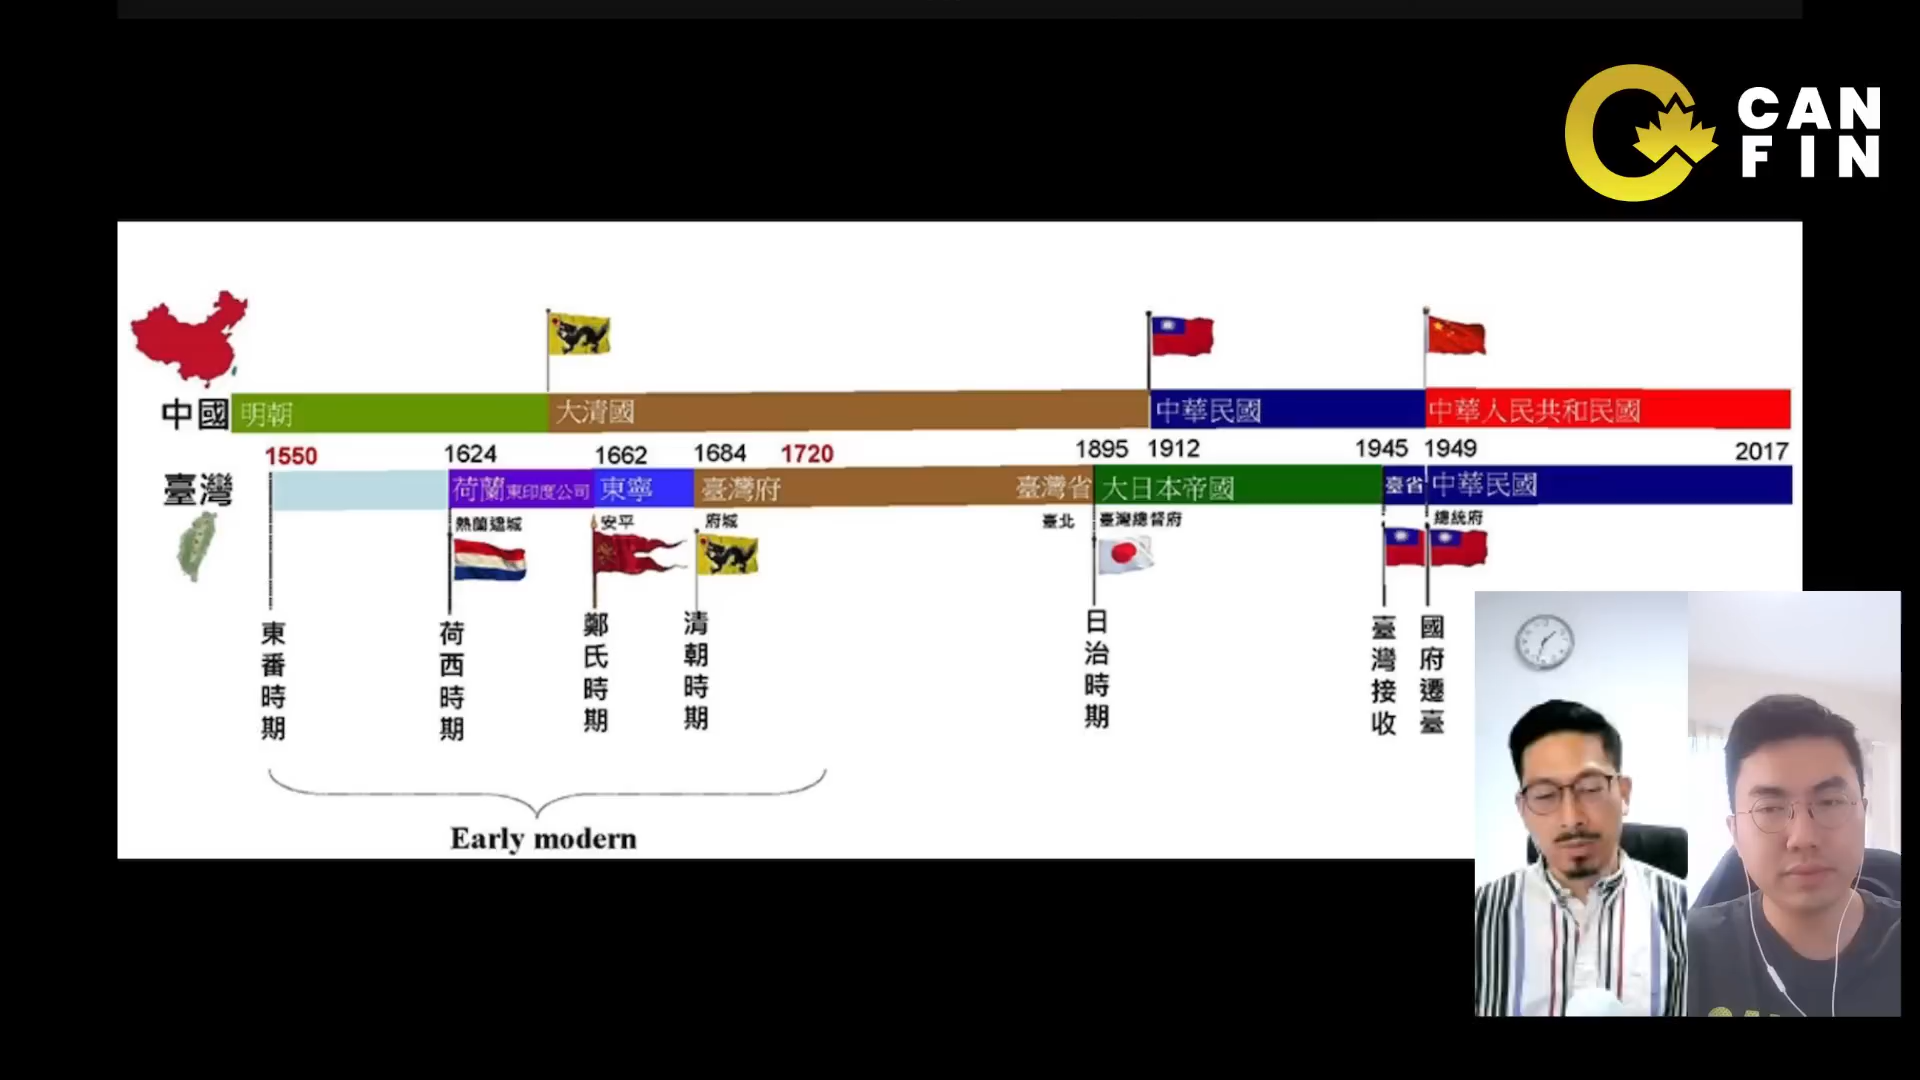 CAN
FIN
中國
明朝
大清國
中華民國
中華人民共和民國
1550
1624
1662
1684
1720
1895
1912
1945
1949
2017
臺灣
荷蘭東印度公司
東寧
臺灣府
臺灣省
大日本帝國
臺省
中華民國
熱蘭遮城
安平
府城
臺北
臺灣總督府
總統府
東番時期
荷西時期
鄭氏時期
清朝時期
日治時期
臺灣接收
國府遷臺
Early modern